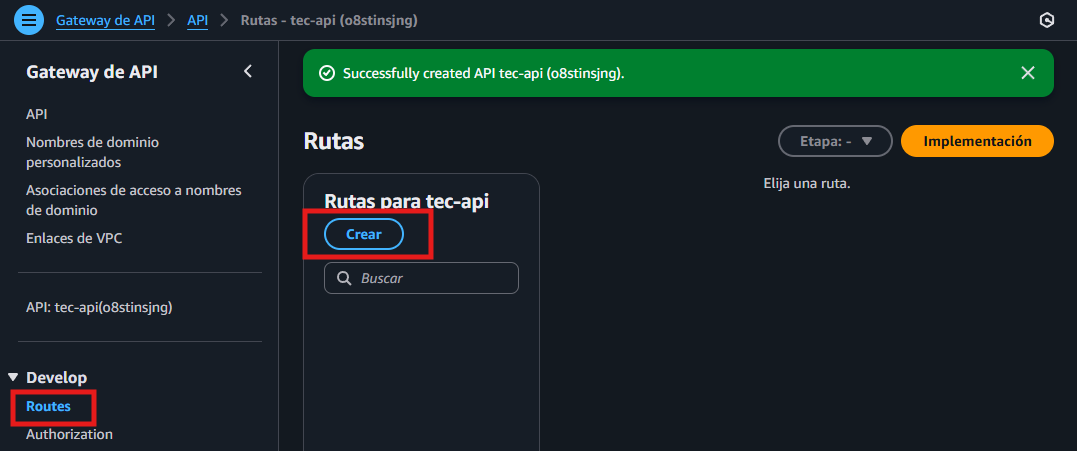 Gateway de API > API > Rutas - tec-api (o8stinsjng)
Gateway de API
API
Nombres de dominio
personalizados
Asociaciones de acceso a nombres
de dominio
Enlaces de VPC
API: tec-api(o8stinsjng)
Develop
Routes
Authorization
Successfully created API tec-api (o8stinsjng).
Rutas
Etapa: -
Implementación
Rutas para tec-api
Crear
Buscar
Elija una ruta.